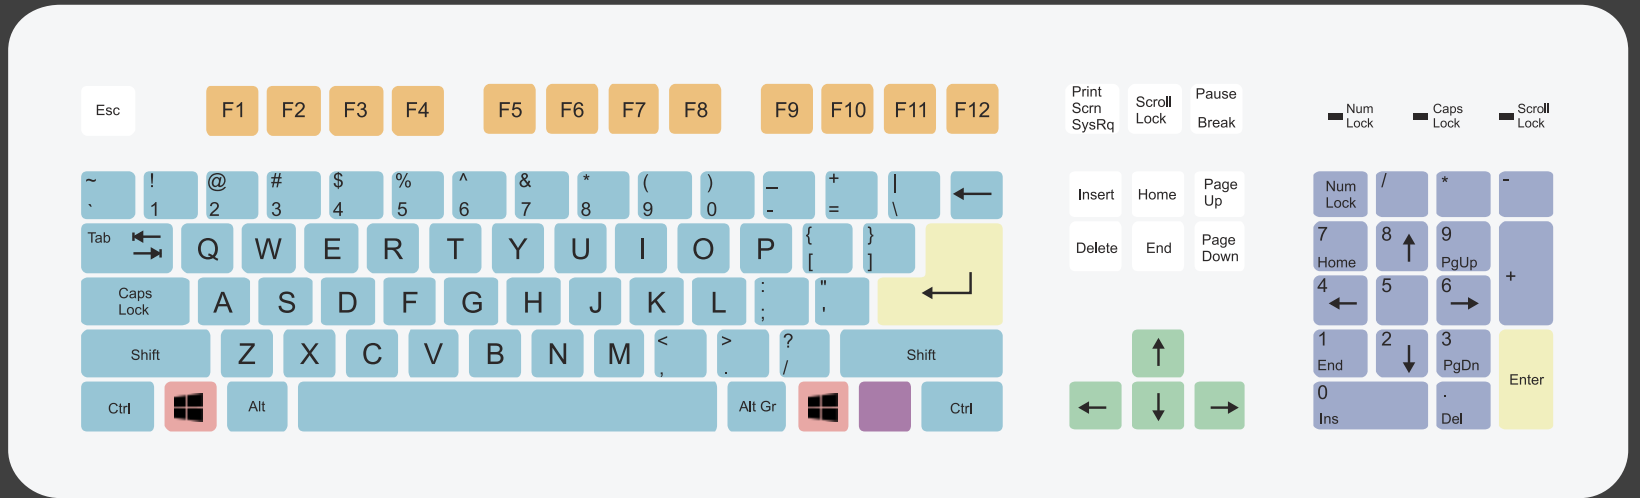 Esc F1 F2 F3 F4 F5 F6 F7 F8 F9 F10 F11 F12
Print
Scrn
SysRq
Scroll
Lock
Pause
Break
Num
Lock
Caps
Lock
Scroll
Lock
~ ! @ # $ % ^ & * ( ) _ + |
` 1 2 3 4 5 6 7 8 9 0 - = \
Insert Home
Page
Up
Num
Lock
/ * -
Tab Q W E R T Y U I O P { }
[ ]
Delete End
Page
Down
7 8 9
Home PgUp
+
Caps
Lock
A S D F G H J K L : "
; '
4 5 6
Shift Z X C V B N M < > ? Shift
, . /
1 2 3
End PgDn
Enter
Ctrl Alt Alt Gr Ctrl
0 .
Ins Del